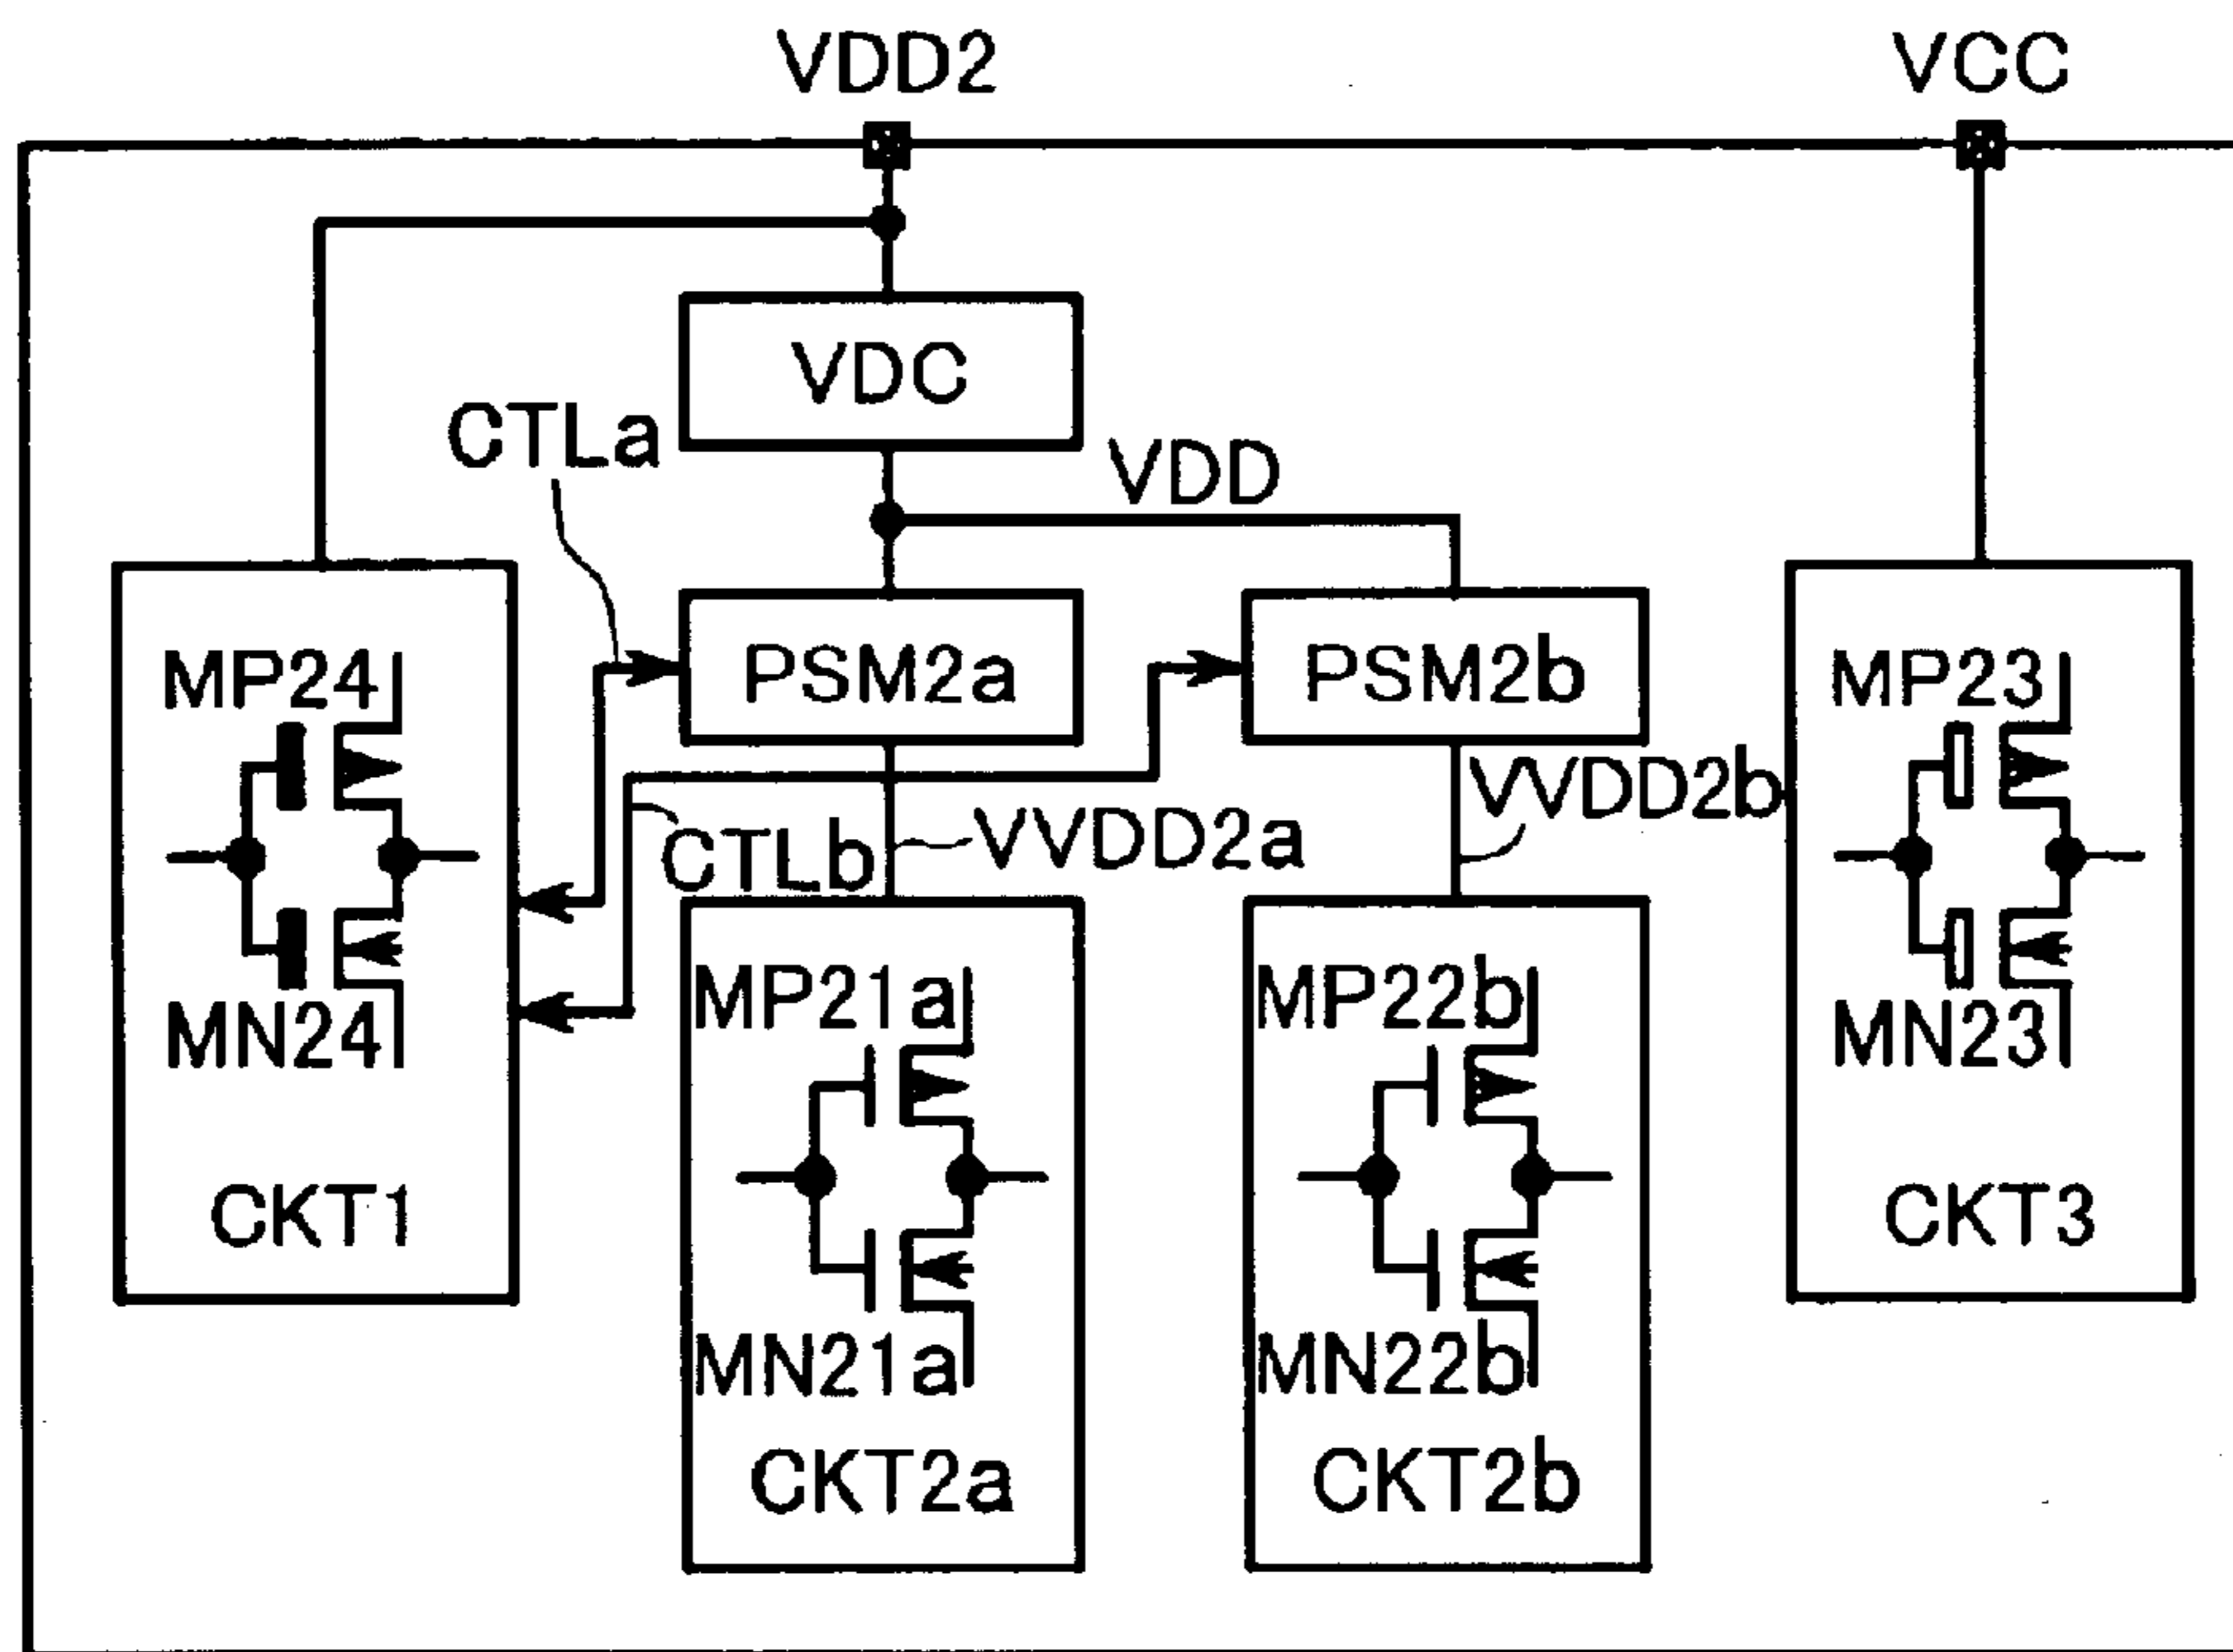 VDD2
VCC
VDC
CTLa
VDD
PSM2a
PSM2b
MP24
MP23
VVDD2b
VVDD2a
CTLb
MN24
MN23
MP21a
MP22b
CKT1
CKT3
MN21a
MN22b
CKT2a
CKT2b